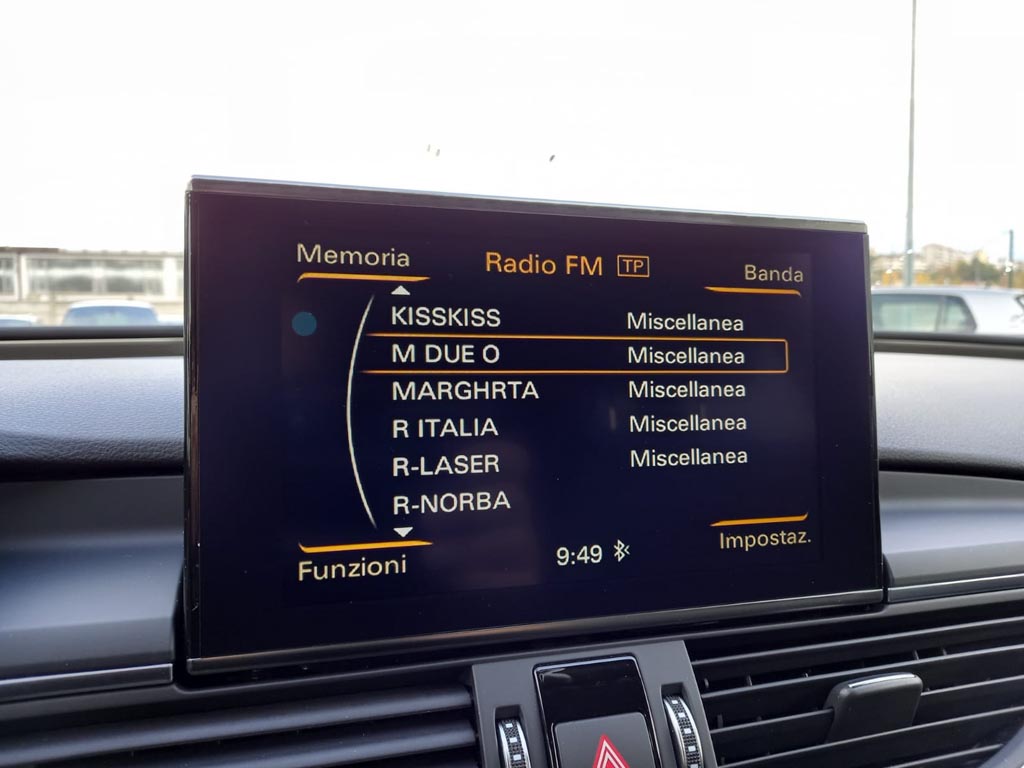 Memoria Radio FM TP Banda
KISSKISS Miscellanea
M DUE O Miscellanea
MARGHRTA Miscellanea
R ITALIA Miscellanea
R-LASER Miscellanea
R-NORBA
Funzioni 9:49 Impostaz.